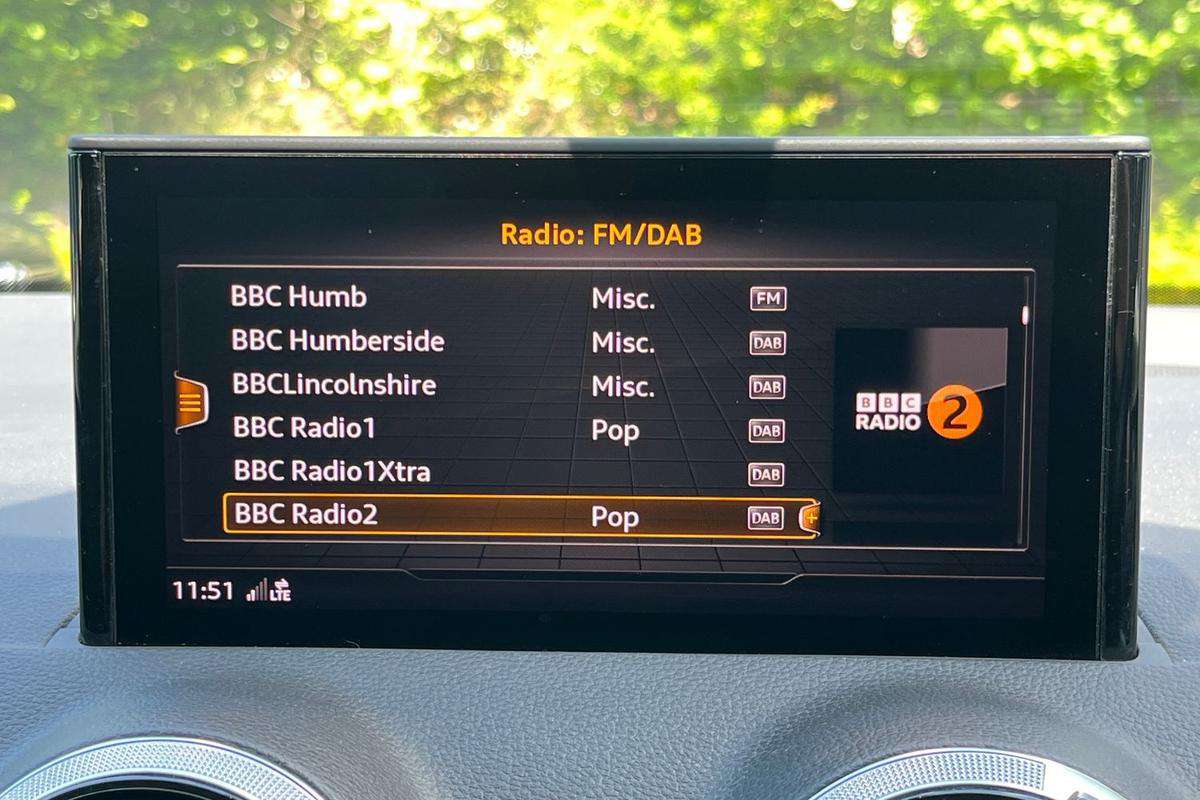 Radio: FM/DAB
BBC Humb Misc. FM
BBC Humberside Misc. DAB
BBCLincolnshire Misc. DAB
BBC Radio1 Pop DAB
BBC Radio1Xtra DAB
BBC Radio2 Pop DAB +
BBC
RADIO 2
11:51 LTE